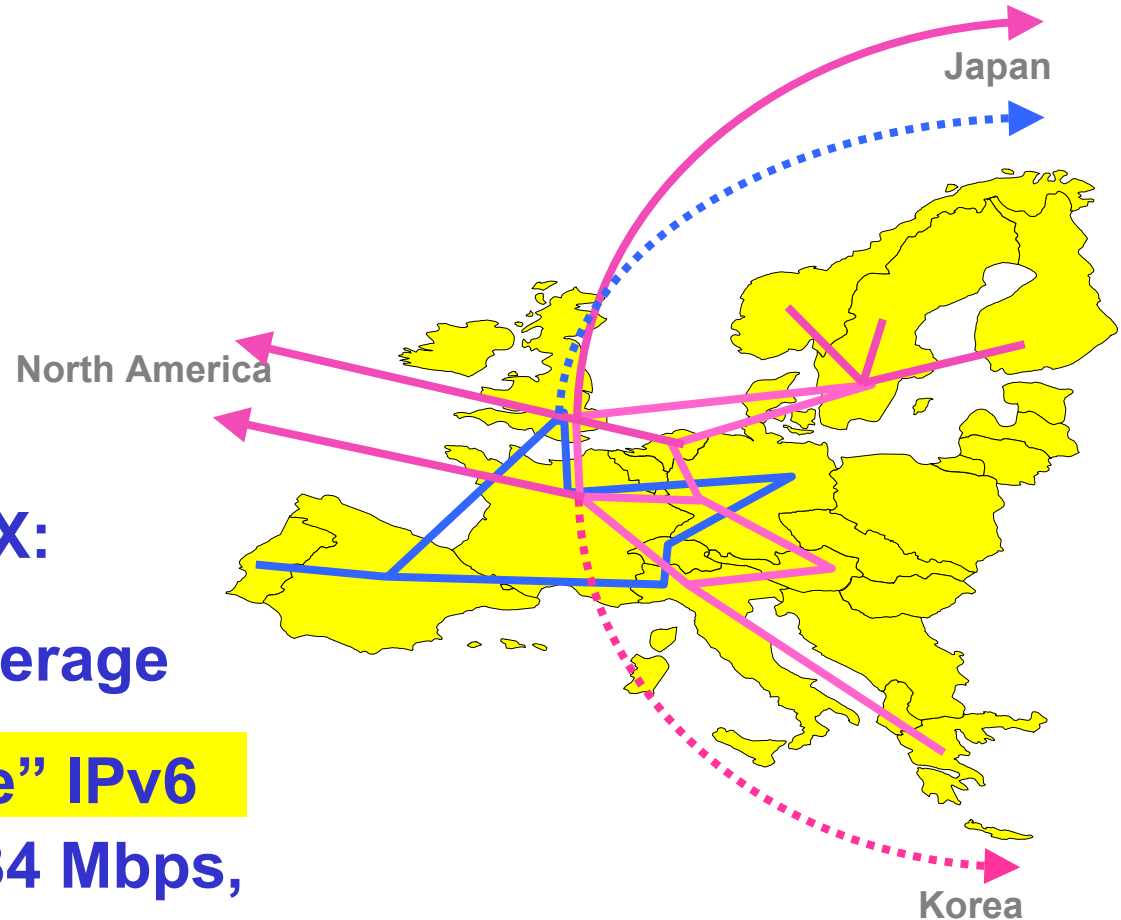 Japan
North America
X:
erage
e” IPv6
34 Mbps,
Korea